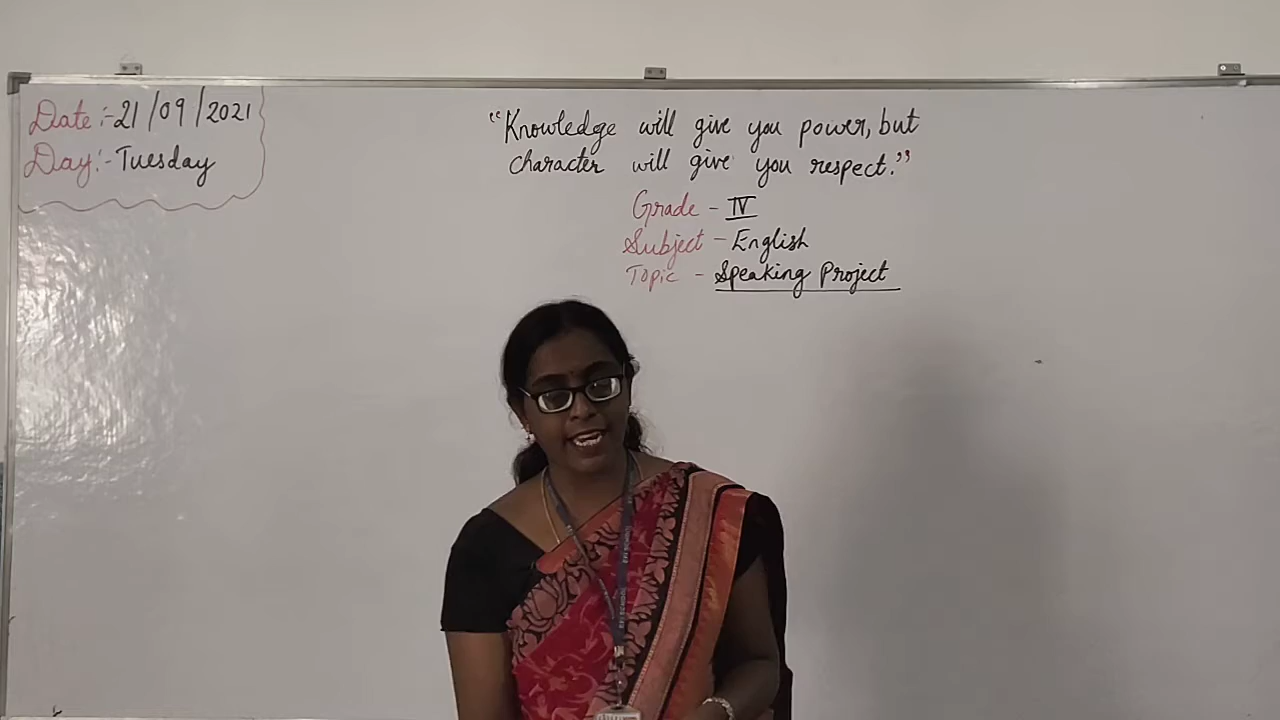 Date :- 21/09/2021
Day :- Tuesday
"Knowledge will give you power, but
character will give you respect."
Grade - IV
Subject - English
Topic - Speaking Project